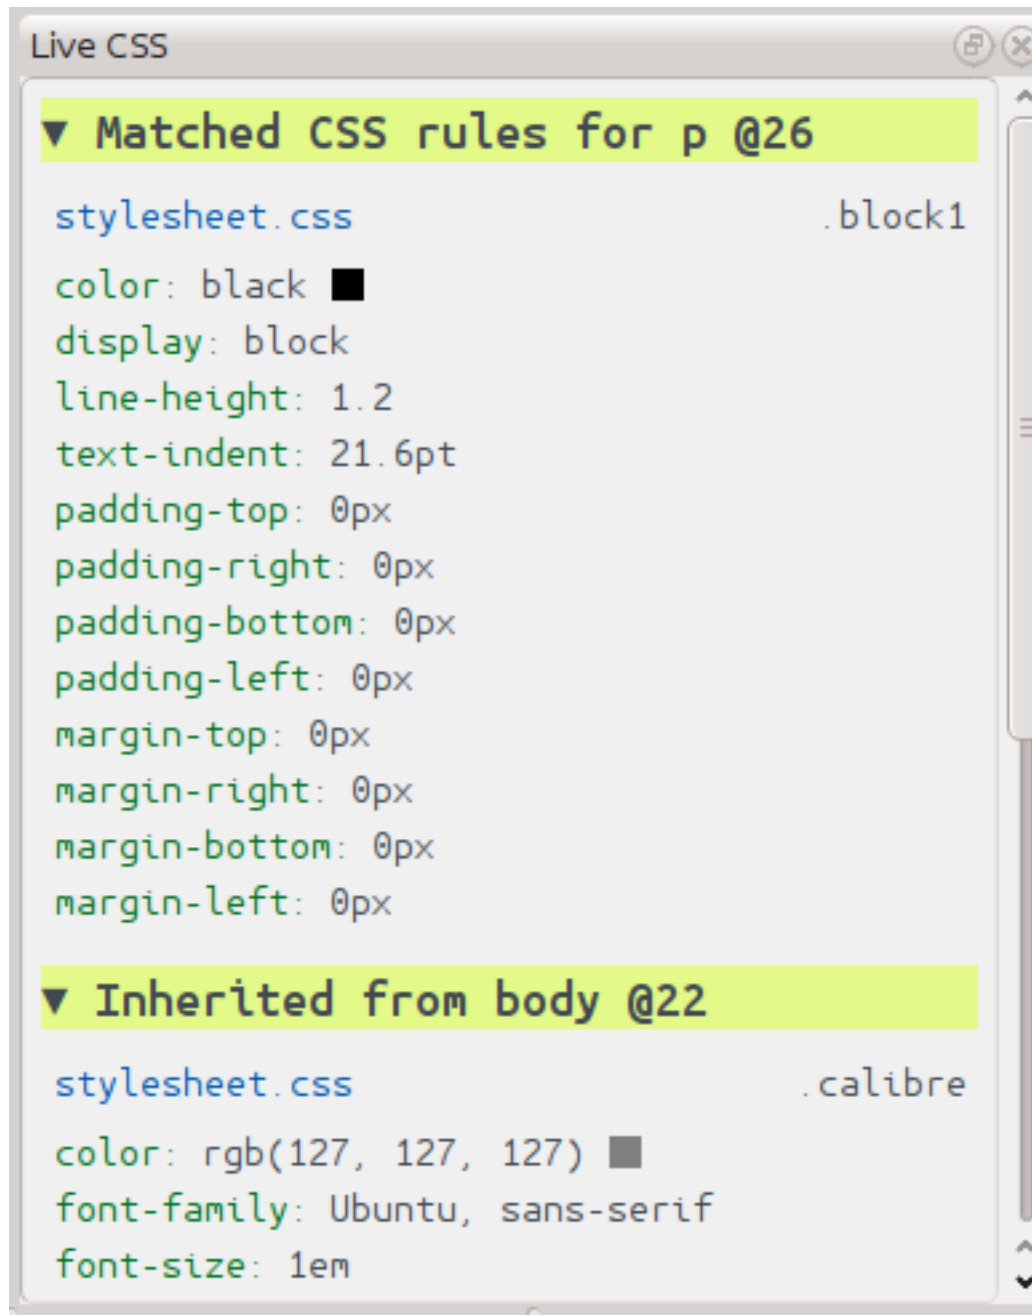 Live CSS
▼ Matched CSS rules for p @26
stylesheet.css .block1
color: black
display: block
line-height: 1.2
text-indent: 21.6pt
padding-top: 0px
padding-right: 0px
padding-bottom: 0px
padding-left: 0px
margin-top: 0px
margin-right: 0px
margin-bottom: 0px
margin-left: 0px
▼ Inherited from body @22
stylesheet.css .calibre
color: rgb(127, 127, 127)
font-family: Ubuntu, sans-serif
font-size: 1em